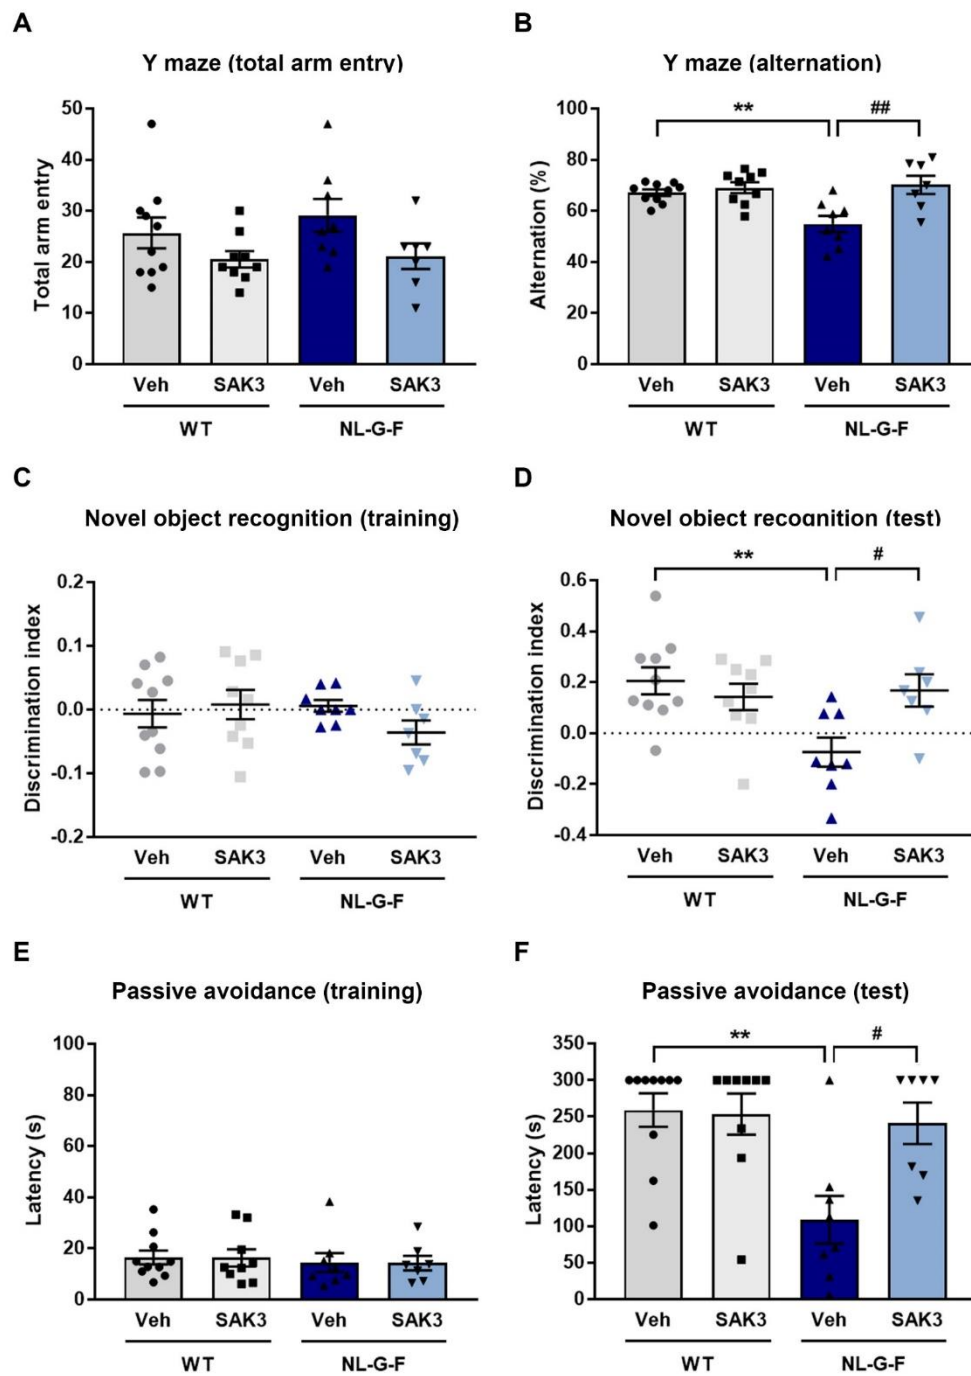 A
Y maze (total arm entry)
Total arm entry
50
40
30
20
10
0
Veh SAK3 Veh SAK3
WT NL-G-F
B
Y maze (alternation)
Alternation (%)
100
80
60
40
20
0
** ##
Veh SAK3 Veh SAK3
WT NL-G-F
C
Novel object recognition (training)
Discrimination index
0.2
0.1
0.0
-0.1
-0.2
Veh SAK3 Veh SAK3
WT NL-G-F
D
Novel object recognition (test)
Discrimination index
0.6
0.4
0.2
0.0
-0.2
-0.4
** #
Veh SAK3 Veh SAK3
WT NL-G-F
E
Passive avoidance (training)
Latency (s)
100
80
60
40
20
0
Veh SAK3 Veh SAK3
WT NL-G-F
F
Passive avoidance (test)
Latency (s)
350
300
250
200
150
100
50
0
** #
Veh SAK3 Veh SAK3
WT NL-G-F